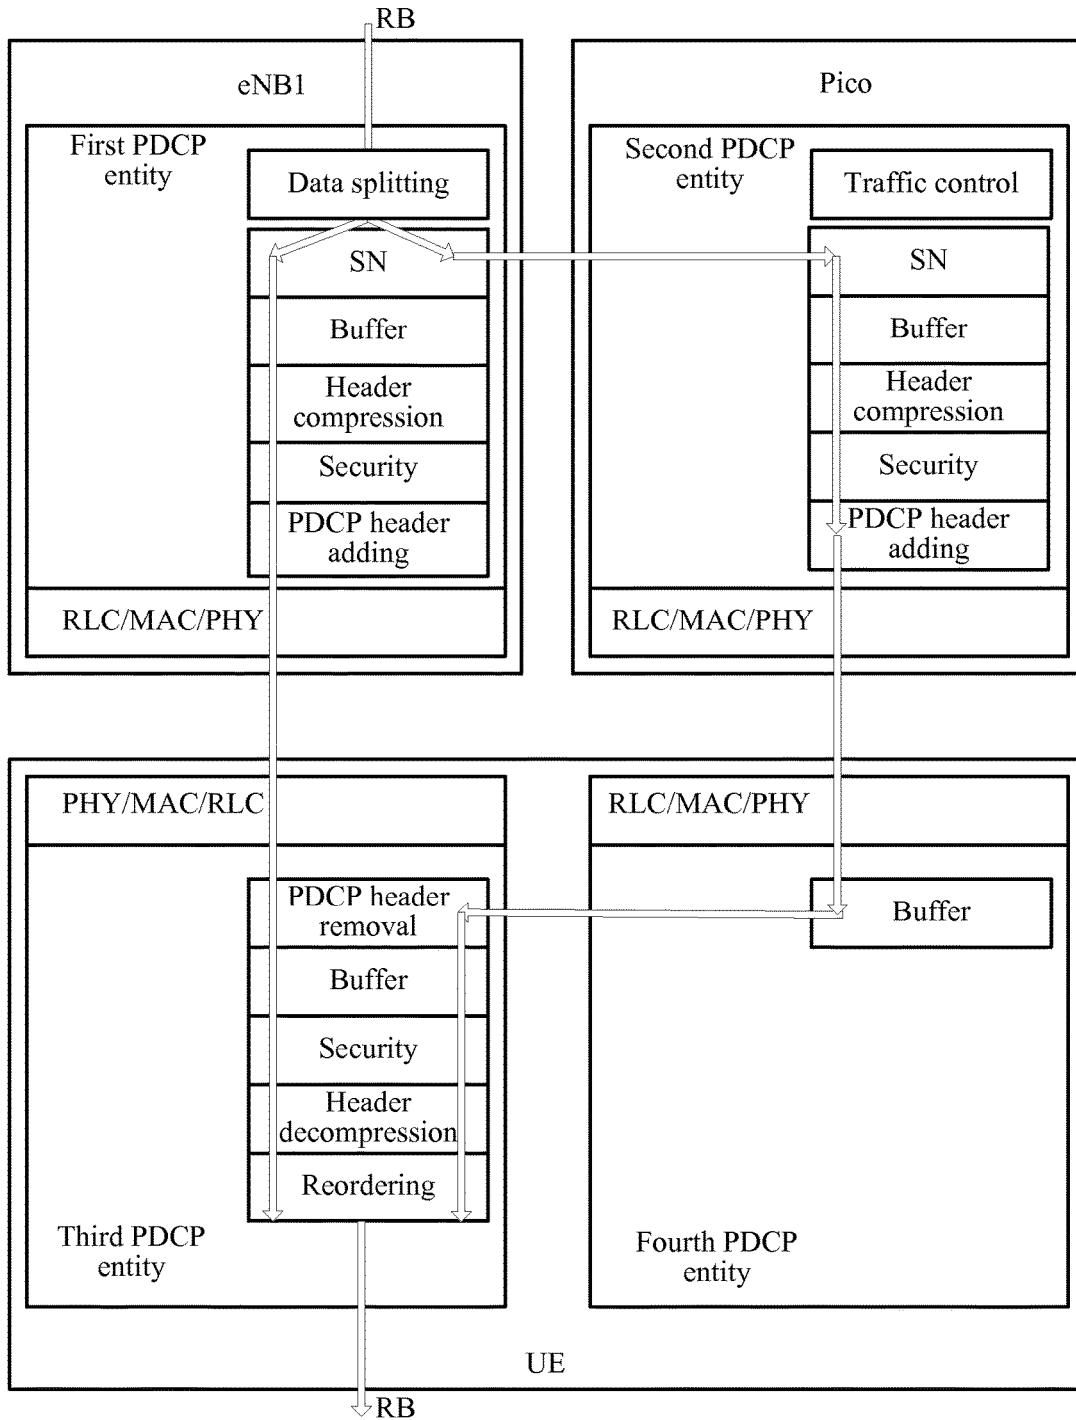 RB
eNB1
First PDCP
entity
Data splitting
SN
Buffer
Header
compression
Security
PDCP header
adding
RLC/MAC/PHY
Pico
Second PDCP
entity
Traffic control
SN
Buffer
Header
compression
Security
PDCP header
adding
RLC/MAC/PHY
PHY/MAC/RLC
PDCP header
removal
Buffer
Security
Header
decompression
Reordering
Third PDCP
entity
RLC/MAC/PHY
Buffer
Fourth PDCP
entity
UE
RB